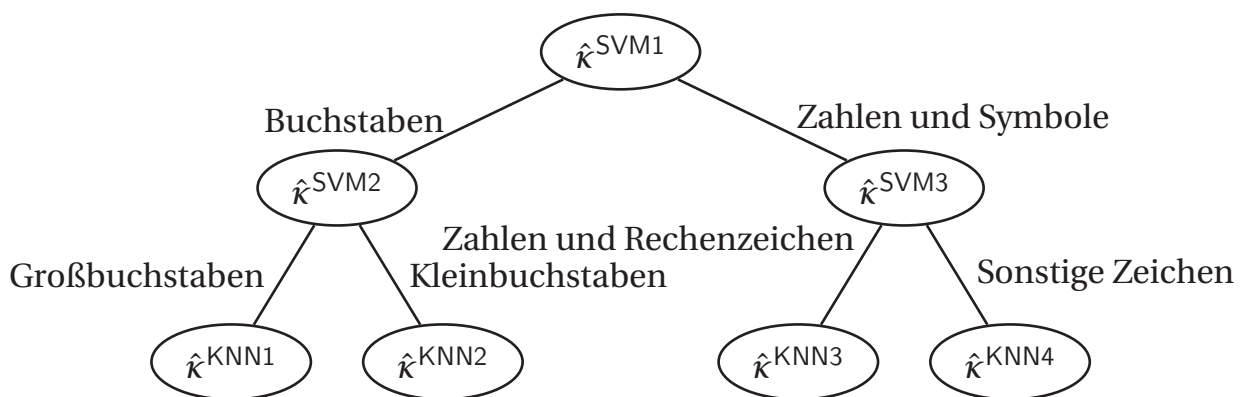 κ̂^SVM1
Buchstaben
Zahlen und Symbole
κ̂^SVM2
κ̂^SVM3
Großbuchstaben
Kleinbuchstaben
Zahlen und Rechenzeichen
Sonstige Zeichen
κ̂^KNN1
κ̂^KNN2
κ̂^KNN3
κ̂^KNN4